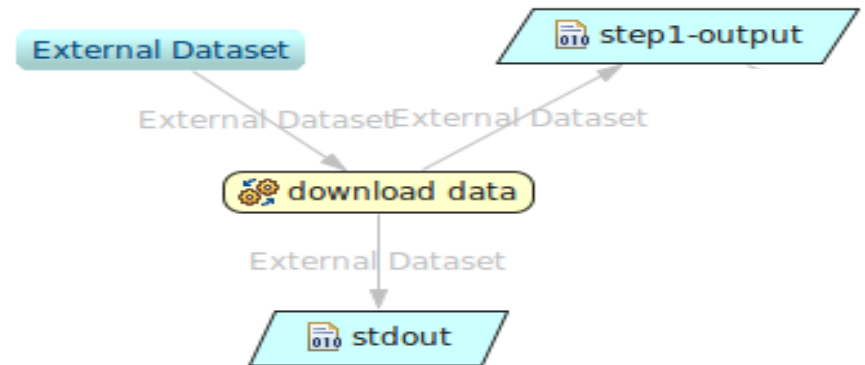 step1-output
External Dataset
External Dataset
External Dataset
download data
External Dataset
stdout